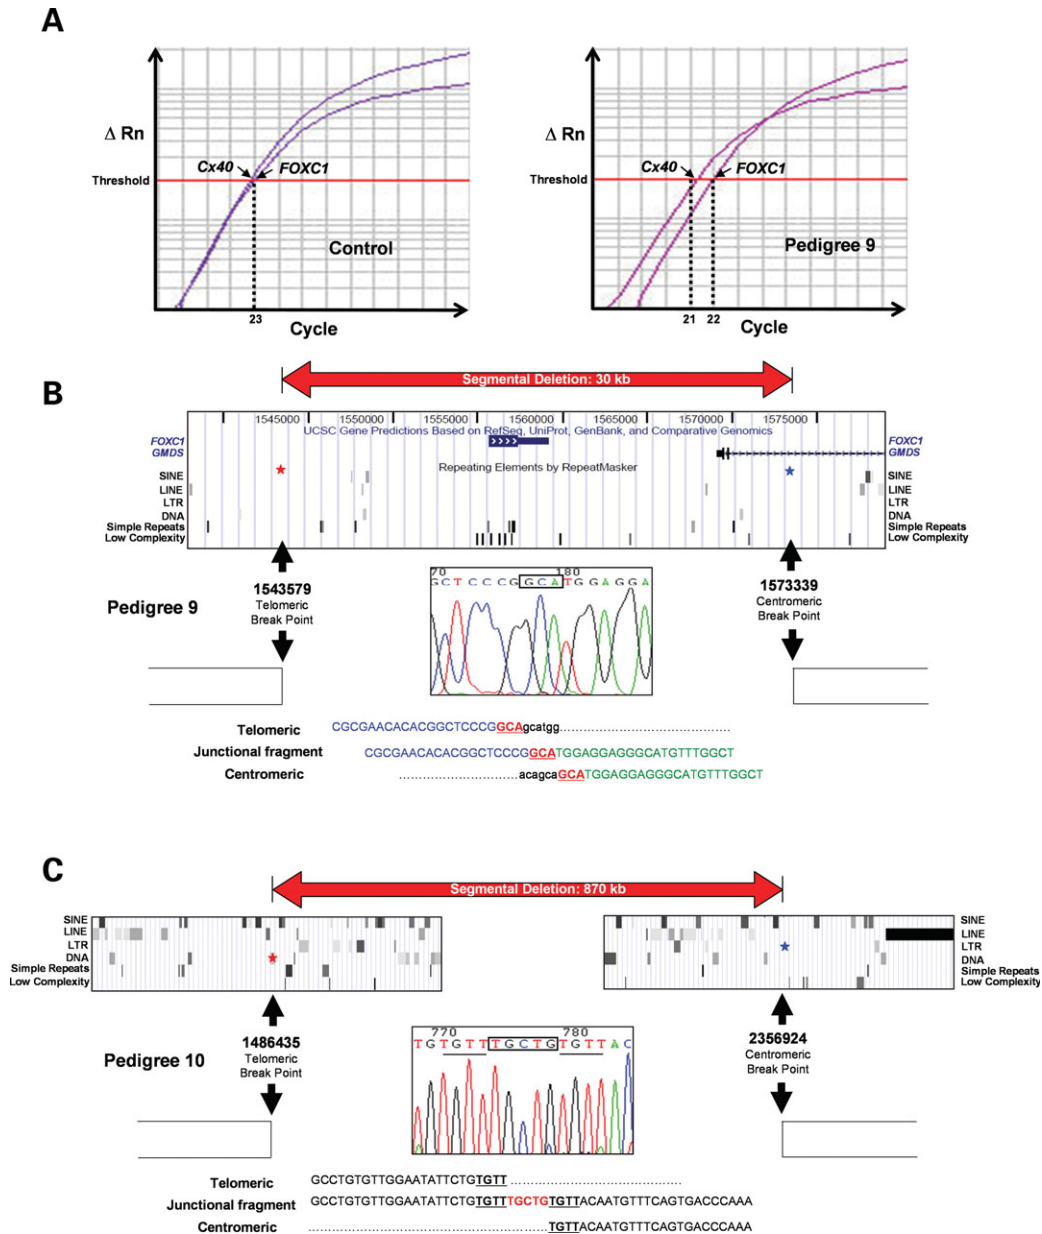 A
Δ Rn
Cx40
FOXC1
Threshold
Control
23
Cycle
Δ Rn
Cx40
FOXC1
Threshold
Pedigree 9
21 22
Cycle
B
Segmental Deletion: 30 kb
1545000 1550000 1555000 1560000 1565000 1570000 1575000
UCSC Gene Predictions Based on RefSeq, UniProt, GenBank, and Comparative Genomics
FOXC1 FOXC1
GMDS GMDS
Repeating Elements by RepeatMasker
SINE SINE
LINE LINE
LTR LTR
DNA DNA
Simple Repeats Simple Repeats
Low Complexity Low Complexity
Pedigree 9
1543579
Telomeric
Break Point
70 180
GCTCCCGGCATGGAGGA
1573339
Centromeric
Break Point
Telomeric CGCGAACACACGGCTCCCGGCAgcatgg
Junctional fragment CGCGAACACACGGCTCCCGGCATGGAGGAGGGCATGTTTGGCT
Centromeric acagcaGCATGGAGGAGGGCATGTTTGGCT
C
Segmental Deletion: 870 kb
SINE SINE
LINE LINE
LTR LTR
DNA DNA
Simple Repeats Simple Repeats
Low Complexity Low Complexity
Pedigree 10
1486435
Telomeric
Break Point
770 780
TGTGTTTGCTGTGTTAC
2356924
Centromeric
Break Point
Telomeric GCCTGTGTTGGAATATTCTGTGTT
Junctional fragment GCCTGTGTTGGAATATTCTGTGTTTGCTGTGTTACAATGTTTCAGTGACCCAAA
Centromeric TGTTACAATGTTTCAGTGACCCAAA